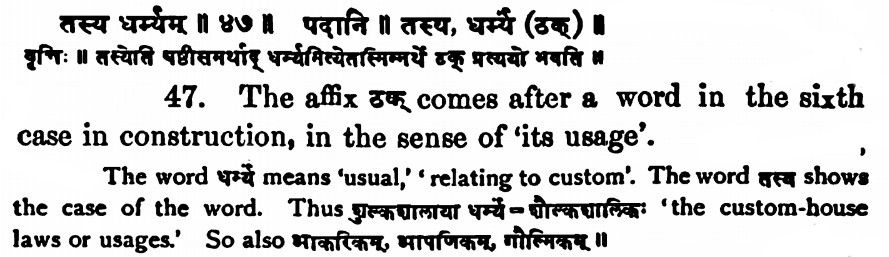 तस्य धर्म्यम् ॥ ४७ ॥ पदानि ॥ तस्य, धर्म्यं (ठक्) ॥
वृत्तिः ॥ तस्येति षष्ठीसमर्थाद् धर्म्यमित्येतस्मिन्नर्थे ठक् प्रत्ययो भवति ॥
47. The affix ठक् comes after a word in the sixth
case in construction, in the sense of ‘its usage’.
The word धर्म्यं means ‘usual,’ ‘relating to custom’. The word तस्य shows
the case of the word. Thus शुल्कशालाया धर्म्यं = शौल्कशालिकः ‘the custom-house
laws or usages.’ So also आकरिकम्, आपणिकम्, गौल्मिकम् ॥